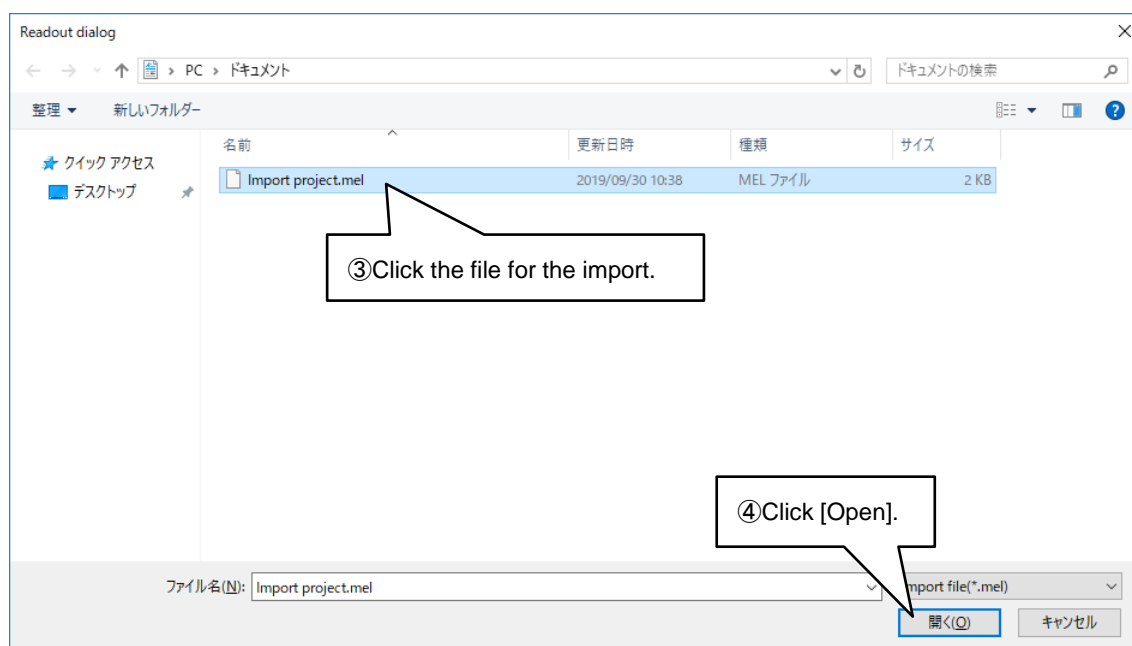 Readout dialog
PC › ドキュメント
ドキュメントの検索
整理
新しいフォルダー
名前
更新日時
種類
サイズ
クイック アクセス
デスクトップ
Import project.mel
2019/09/30 10:38
MEL ファイル
2 KB
③Click the file for the import.
④Click [Open].
ファイル名(N):
Import project.mel
mport file(*.mel)
開く(O)
キャンセル